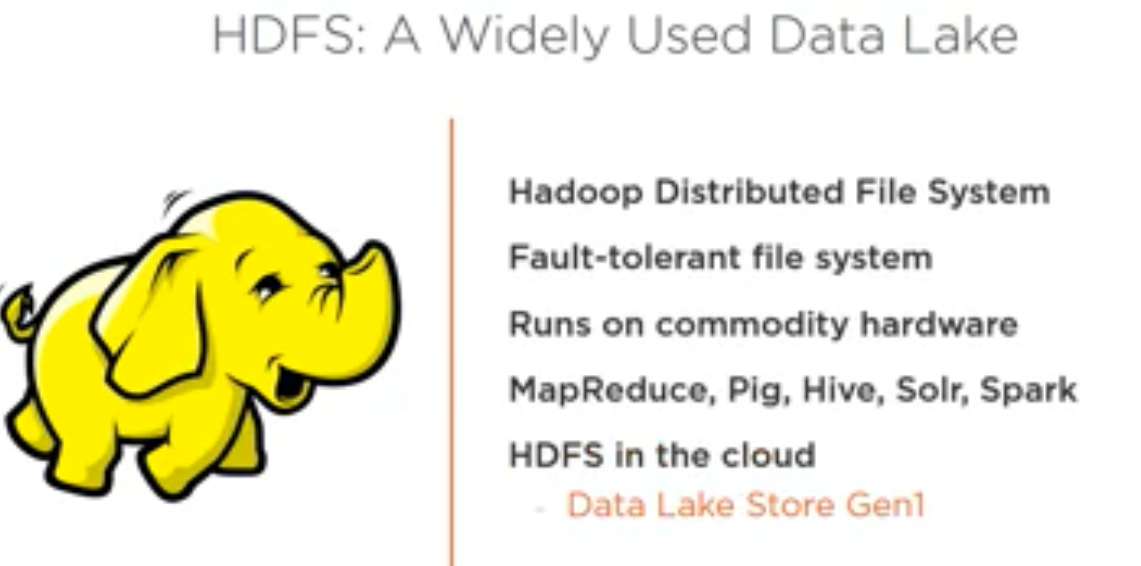 HDFS: A Widely Used Data Lake
Hadoop Distributed File System
Fault-tolerant file system
Runs on commodity hardware
MapReduce, Pig, Hive, Solr, Spark
HDFS in the cloud
- Data Lake Store Gen1